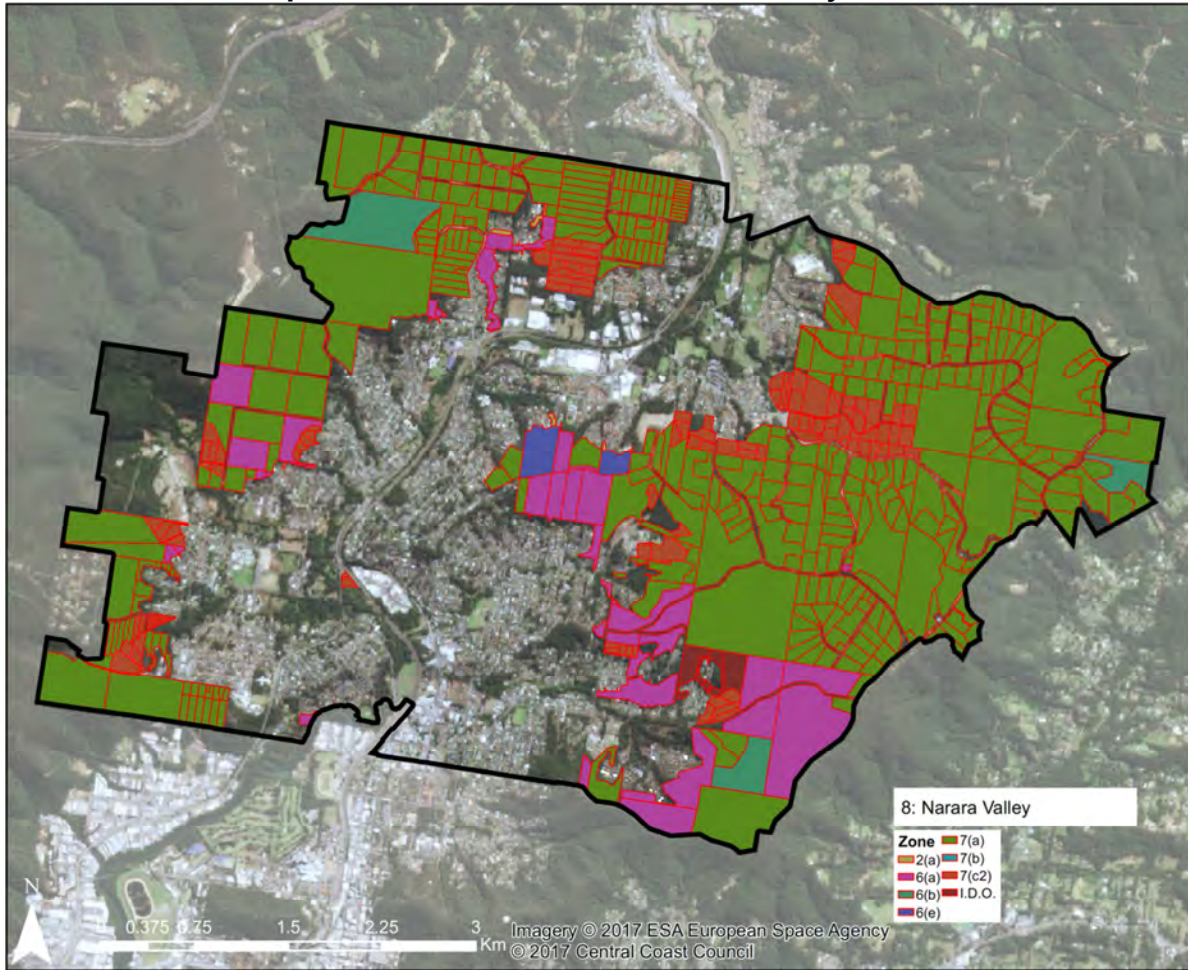 8: Narara Valley
Zone
2(a)
6(a)
6(b)
6(e)
7(a)
7(b)
7(c2)
I.D.O.
N
0 0.375 0.75 1.5 2.25 3
Km
Imagery © 2017 ESA European Space Agency
© 2017 Central Coast Council